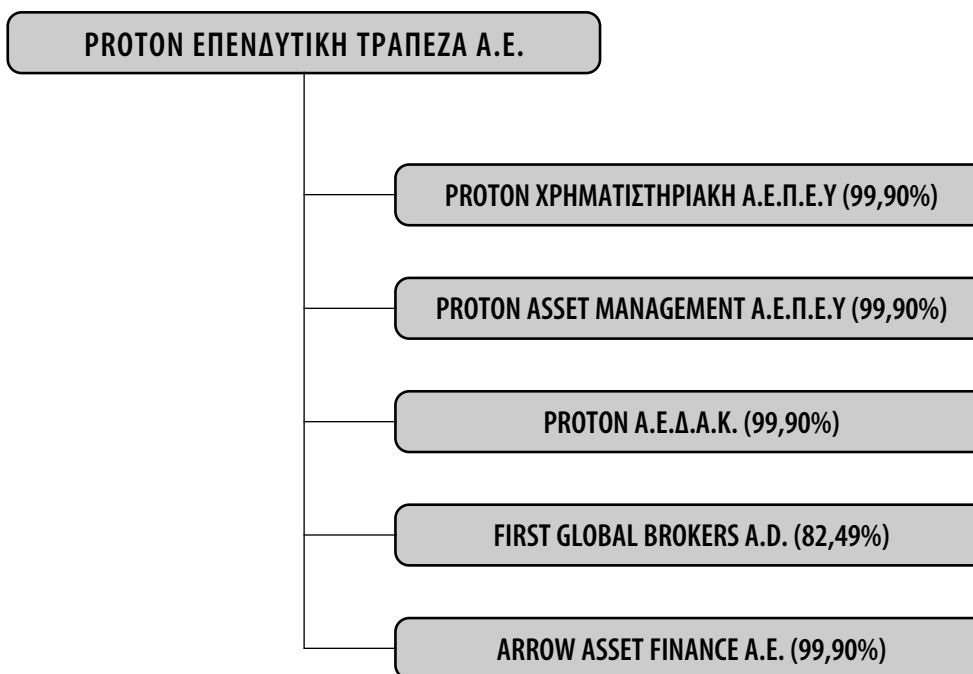 PROTON ΕΠΕΝΔΥΤΙΚΗ ΤΡΑΠΕΖΑ Α.Ε.
PROTON ΧΡΗΜΑΤΙΣΤΗΡΙΑΚΗ Α.Ε.Π.Ε.Υ (99,90%)
PROTON ASSET MANAGEMENT Α.Ε.Π.Ε.Υ (99,90%)
PROTON Α.Ε.Δ.Α.Κ. (99,90%)
FIRST GLOBAL BROKERS A.D. (82,49%)
ARROW ASSET FINANCE A.E. (99,90%)